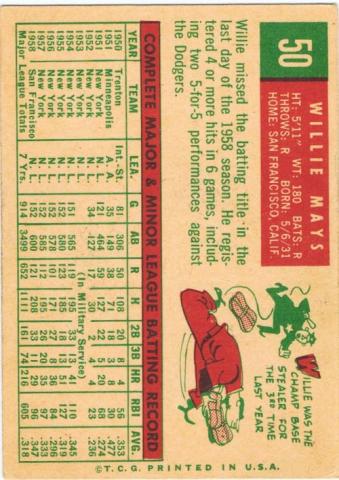 50
WILLIE MAYS
HT: 5'11" WT: 180 BATS: R
THROWS: R BORN: 5/6/31
HOME: SAN FRANCISCO, CALIF.
Willie missed the batting title in the
last day of the 1958 season. He regis-
tered 4 or more hits in 6 games, includ-
ing two 5-for-5 performances against
the Dodgers.
WILLIE WAS THE
CHAMP BASE
STEALER FOR
THE 3RD TIME
LAST YEAR
COMPLETE MAJOR & MINOR LEAGUE BATTING RECORD
YEAR TEAM LEA. G AB R H 2B 3B HR RBI AVG.
1950 Trenton Int.-St. 81 306 50 108 20 8 4 55 .353
1951 Minneapolis A.A. 35 149 38 71 18 3 8 30 .477
1951 New York N.L. 121 464 59 127 22 5 20 68 .274
1952 New York N.L. 34 127 17 30 2 4 4 23 .236
1953 New York N.L. (In Military Service)
1954 New York N.L. 151 565 119 195 33 13 41 110 .345
1955 New York N.L. 152 580 123 185 18 13 51 127 .319
1956 New York N.L. 152 578 101 171 27 8 36 84 .296
1957 New York N.L. 152 585 112 195 26 20 35 97 .333
1958 San Francisco N.L. 152 600 121 208 33 11 29 96 .347
Major League Totals 7 Yrs. 914 3499 652 1111 161 74 216 605 .318
© T.C.G. PRINTED IN U.S.A.